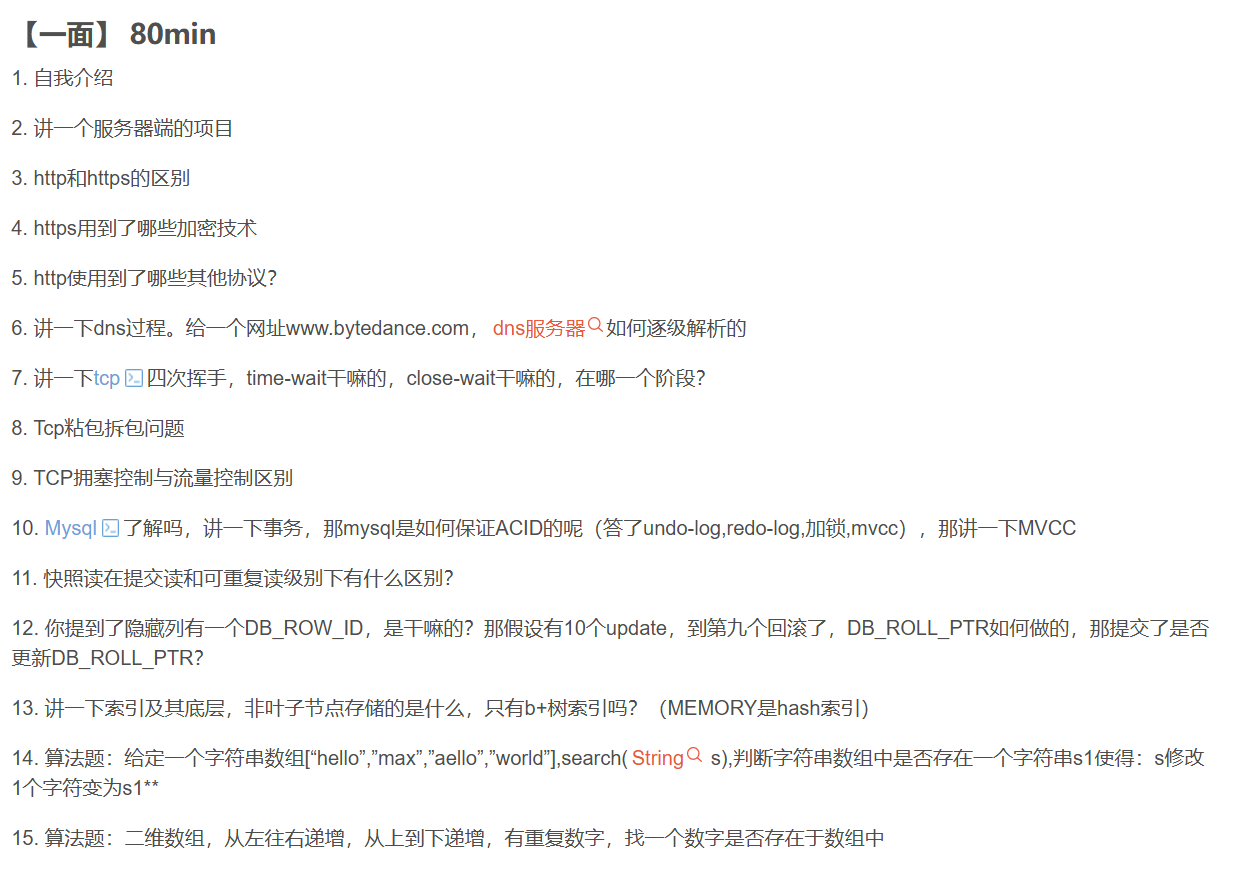 【一面】 80min
1. 自我介绍
2. 讲一个服务器端的项目
3. http和https的区别
4. https用到了哪些加密技术
5. http使用到了哪些其他协议？
6. 讲一下dns过程。给一个网址www.bytedance.com， dns服务器如何逐级解析的
7. 讲一下tcp四次挥手，time-wait干嘛的，close-wait干嘛的，在哪一个阶段？
8. Tcp粘包拆包问题
9. TCP拥塞控制与流量控制区别
10. Mysql了解吗，讲一下事务，那mysql是如何保证ACID的呢（答了undo-log,redo-log,加锁,mvcc），那讲一下MVCC
11. 快照读在提交读和可重复读级别下有什么区别？
12. 你提到了隐藏列有一个DB_ROW_ID，是干嘛的？那假设有10个update，到第九个回滚了，DB_ROLL_PTR如何做的，那提交了是否
更新DB_ROLL_PTR？
13. 讲一下索引及其底层，非叶子节点存储的是什么，只有b+树索引吗？（MEMORY是hash索引）
14. 算法题：给定一个字符串数组[“hello”,”max”,”aello”,”world”],search( String s),判断字符串数组中是否存在一个字符串s1使得：s修改
1个字符变为s1**
15. 算法题：二维数组，从左往右递增，从上到下递增，有重复数字，找一个数字是否存在于数组中